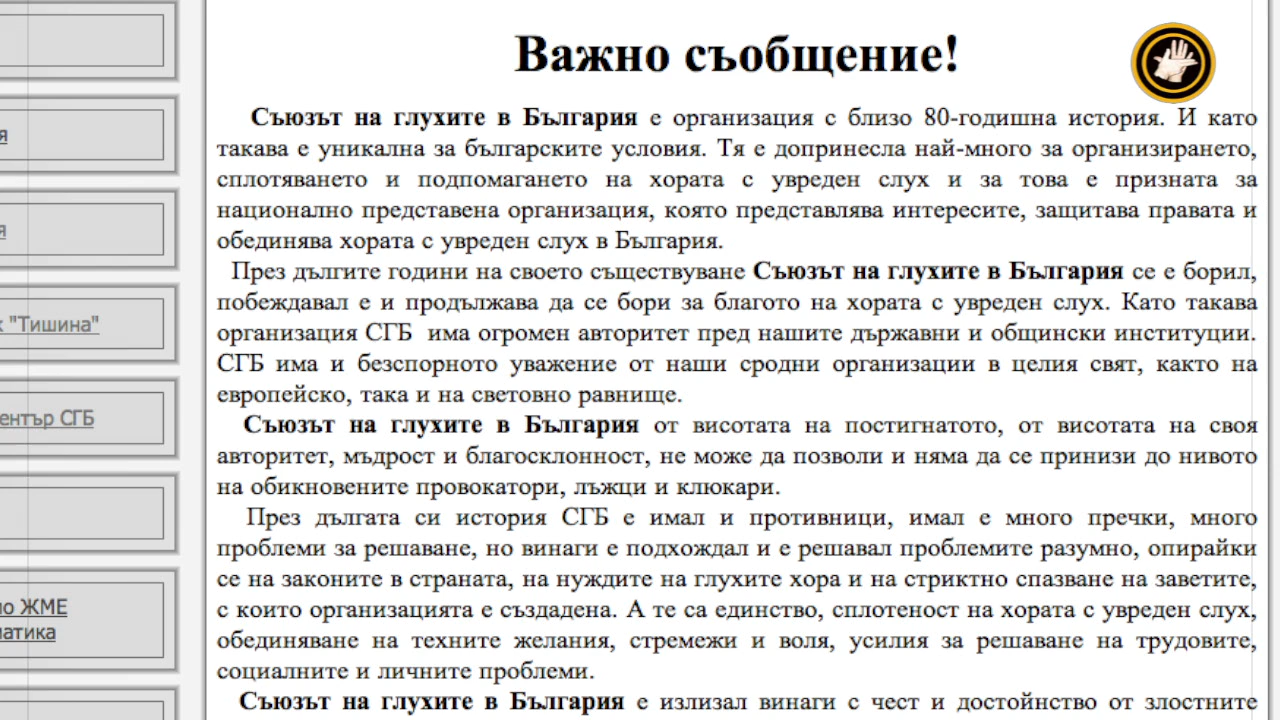 Важно съобщение!
Съюзът на глухите в България е организация с близо 80-годишна история. И като
такава е уникална за българските условия. Тя е допринесла най-много за организирането,
сплотяването и подпомагането на хората с увреден слух и за това е призната за
национално представена организация, която представлява интересите, защитава правата и
обединява хората с увреден слух в България.
През дългите години на своето съществуване Съюзът на глухите в България се е борил,
побеждавал е и продължава да се бори за благото на хората с увреден слух. Като такава
организация СГБ има огромен авторитет пред нашите държавни и общински институции.
СГБ има и безспорното уважение от наши сродни организации в целия свят, както на
европейско, така и на световно равнище.
Съюзът на глухите в България от висотата на постигнатото, от висотата на своя
авторитет, мъдрост и благосклонност, не може да позволи и няма да се принизи до нивото
на обикновените провокатори, лъжци и клюкари.
През дългата си история СГБ е имал и противници, имал е много пречки, много
проблеми за решаване, но винаги е подхождал и е решавал проблемите разумно, опирайки
се на законите в страната, на нуждите на глухите хора и на стриктно спазване на заветите,
с които организацията е създадена. А те са единство, сплотеност на хората с увреден слух,
обединяване на техните желания, стремежи и воля, усилия за решаване на трудовите,
социалните и личните проблеми.
Съюзът на глухите в България е излизал винаги с чест и достойнство от злостните
я
я
к "Тишина"
ентър СГБ
по ЖМЕ
матика